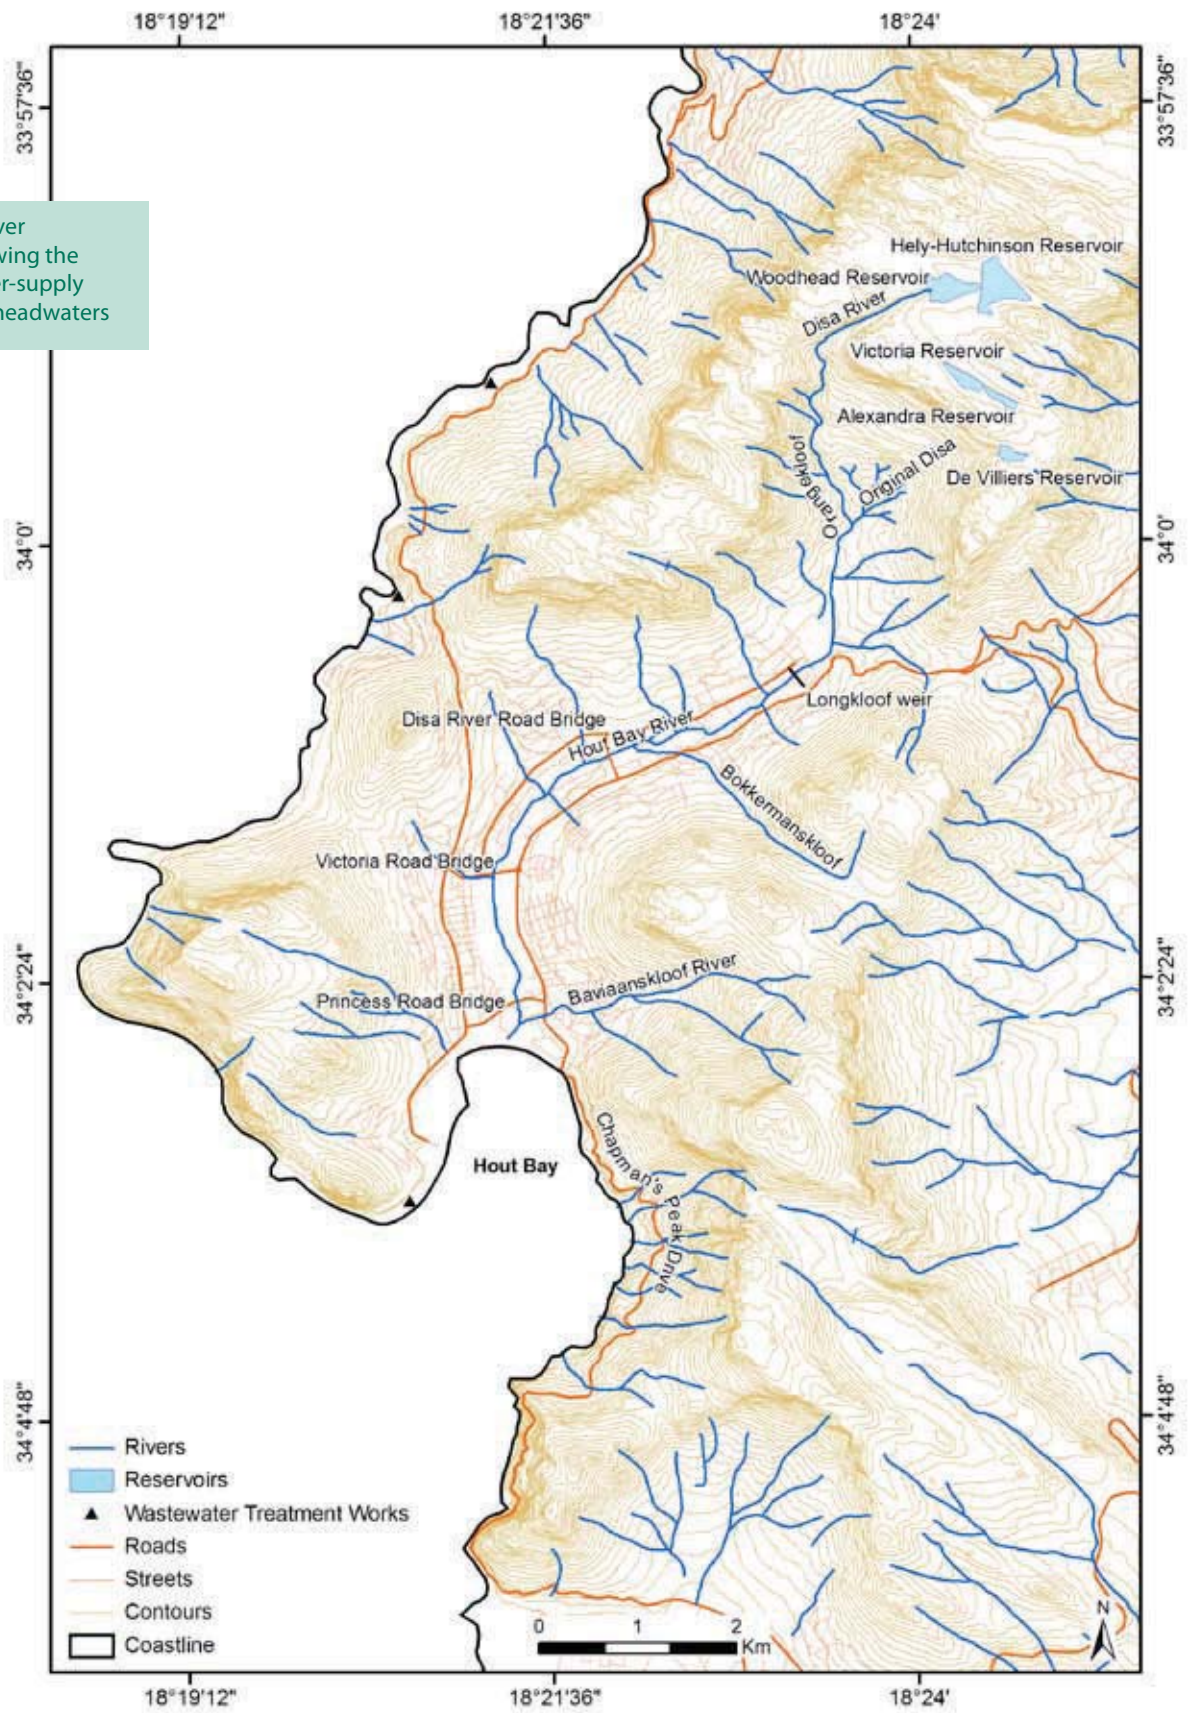 18°19'12"
18°21'36"
18°24'
33°57'36"
33°57'36"
ver
wing the
er-supply
headwaters
Hely-Hutchinson Reservoir
Woodhead Reservoir
Disa River
Victoria Reservoir
Alexandra Reservoir
Orangekloof
Original Disa
De Villiers Reservoir
34°0'
34°0'
Longkloof weir
Disa River Road Bridge
Hout Bay River
Bokkermanskloof
Victoria Road Bridge
34°2'24"
34°2'24"
Baviaanskloof River
Princess Road Bridge
Chapman's Peak Drive
Hout Bay
34°4'48"
34°4'48"
Rivers
Reservoirs
Wastewater Treatment Works
Roads
Streets
Contours
Coastline
0 1 2
Km
N
18°19'12"
18°21'36"
18°24'